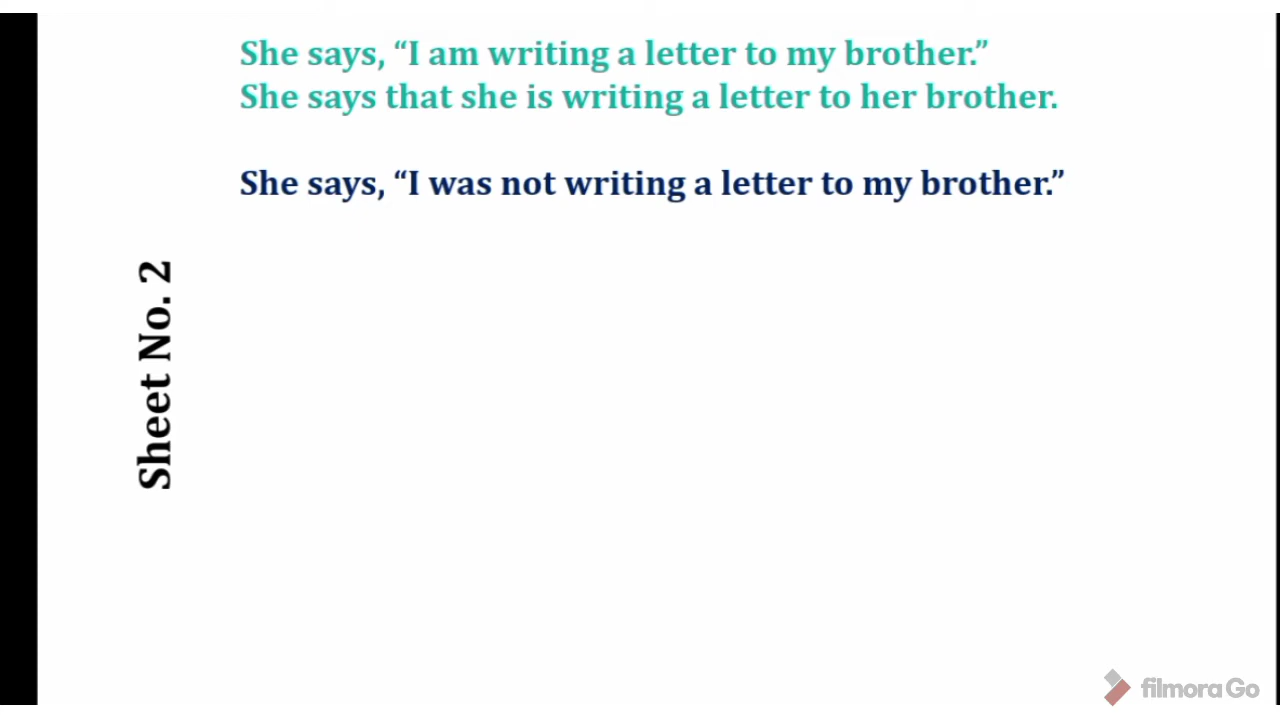 She says, “I am writing a letter to my brother.”
She says that she is writing a letter to her brother.
She says, “I was not writing a letter to my brother.”
Sheet No. 2
filmora Go